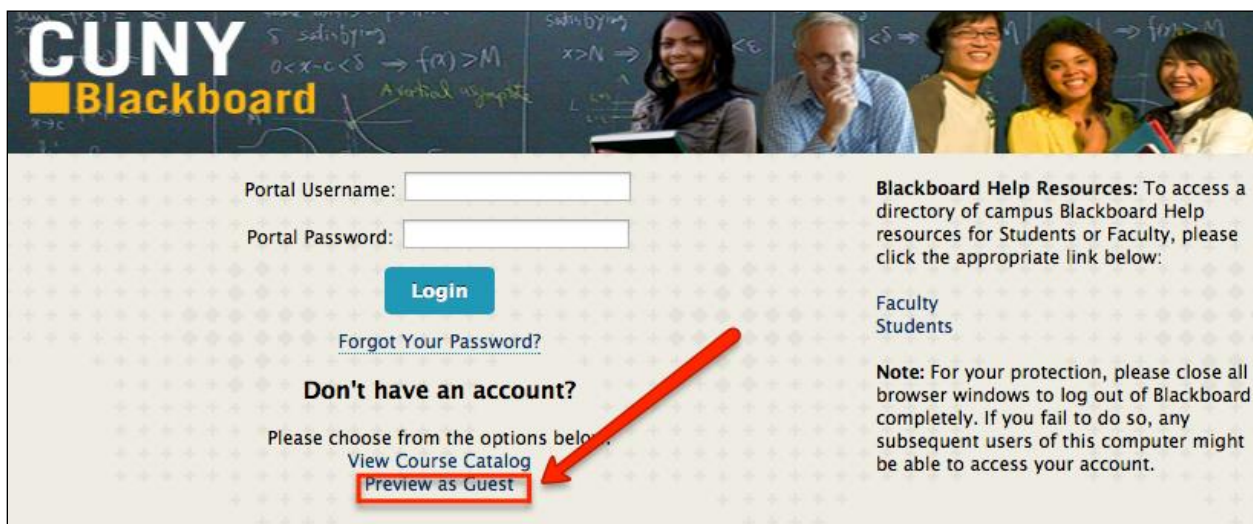 CUNY
Blackboard
satisfying
0<x-c<δ ⇒ f(x)>M
x>N ⇒
A vertical asymptote
Portal Username:
Portal Password:
Login
Forgot Your Password?
Don't have an account?
Please choose from the options below.
View Course Catalog
Preview as Guest
Blackboard Help Resources: To access a
directory of campus Blackboard Help
resources for Students or Faculty, please
click the appropriate link below:
Faculty
Students
Note: For your protection, please close all
browser windows to log out of Blackboard
completely. If you fail to do so, any
subsequent users of this computer might
be able to access your account.